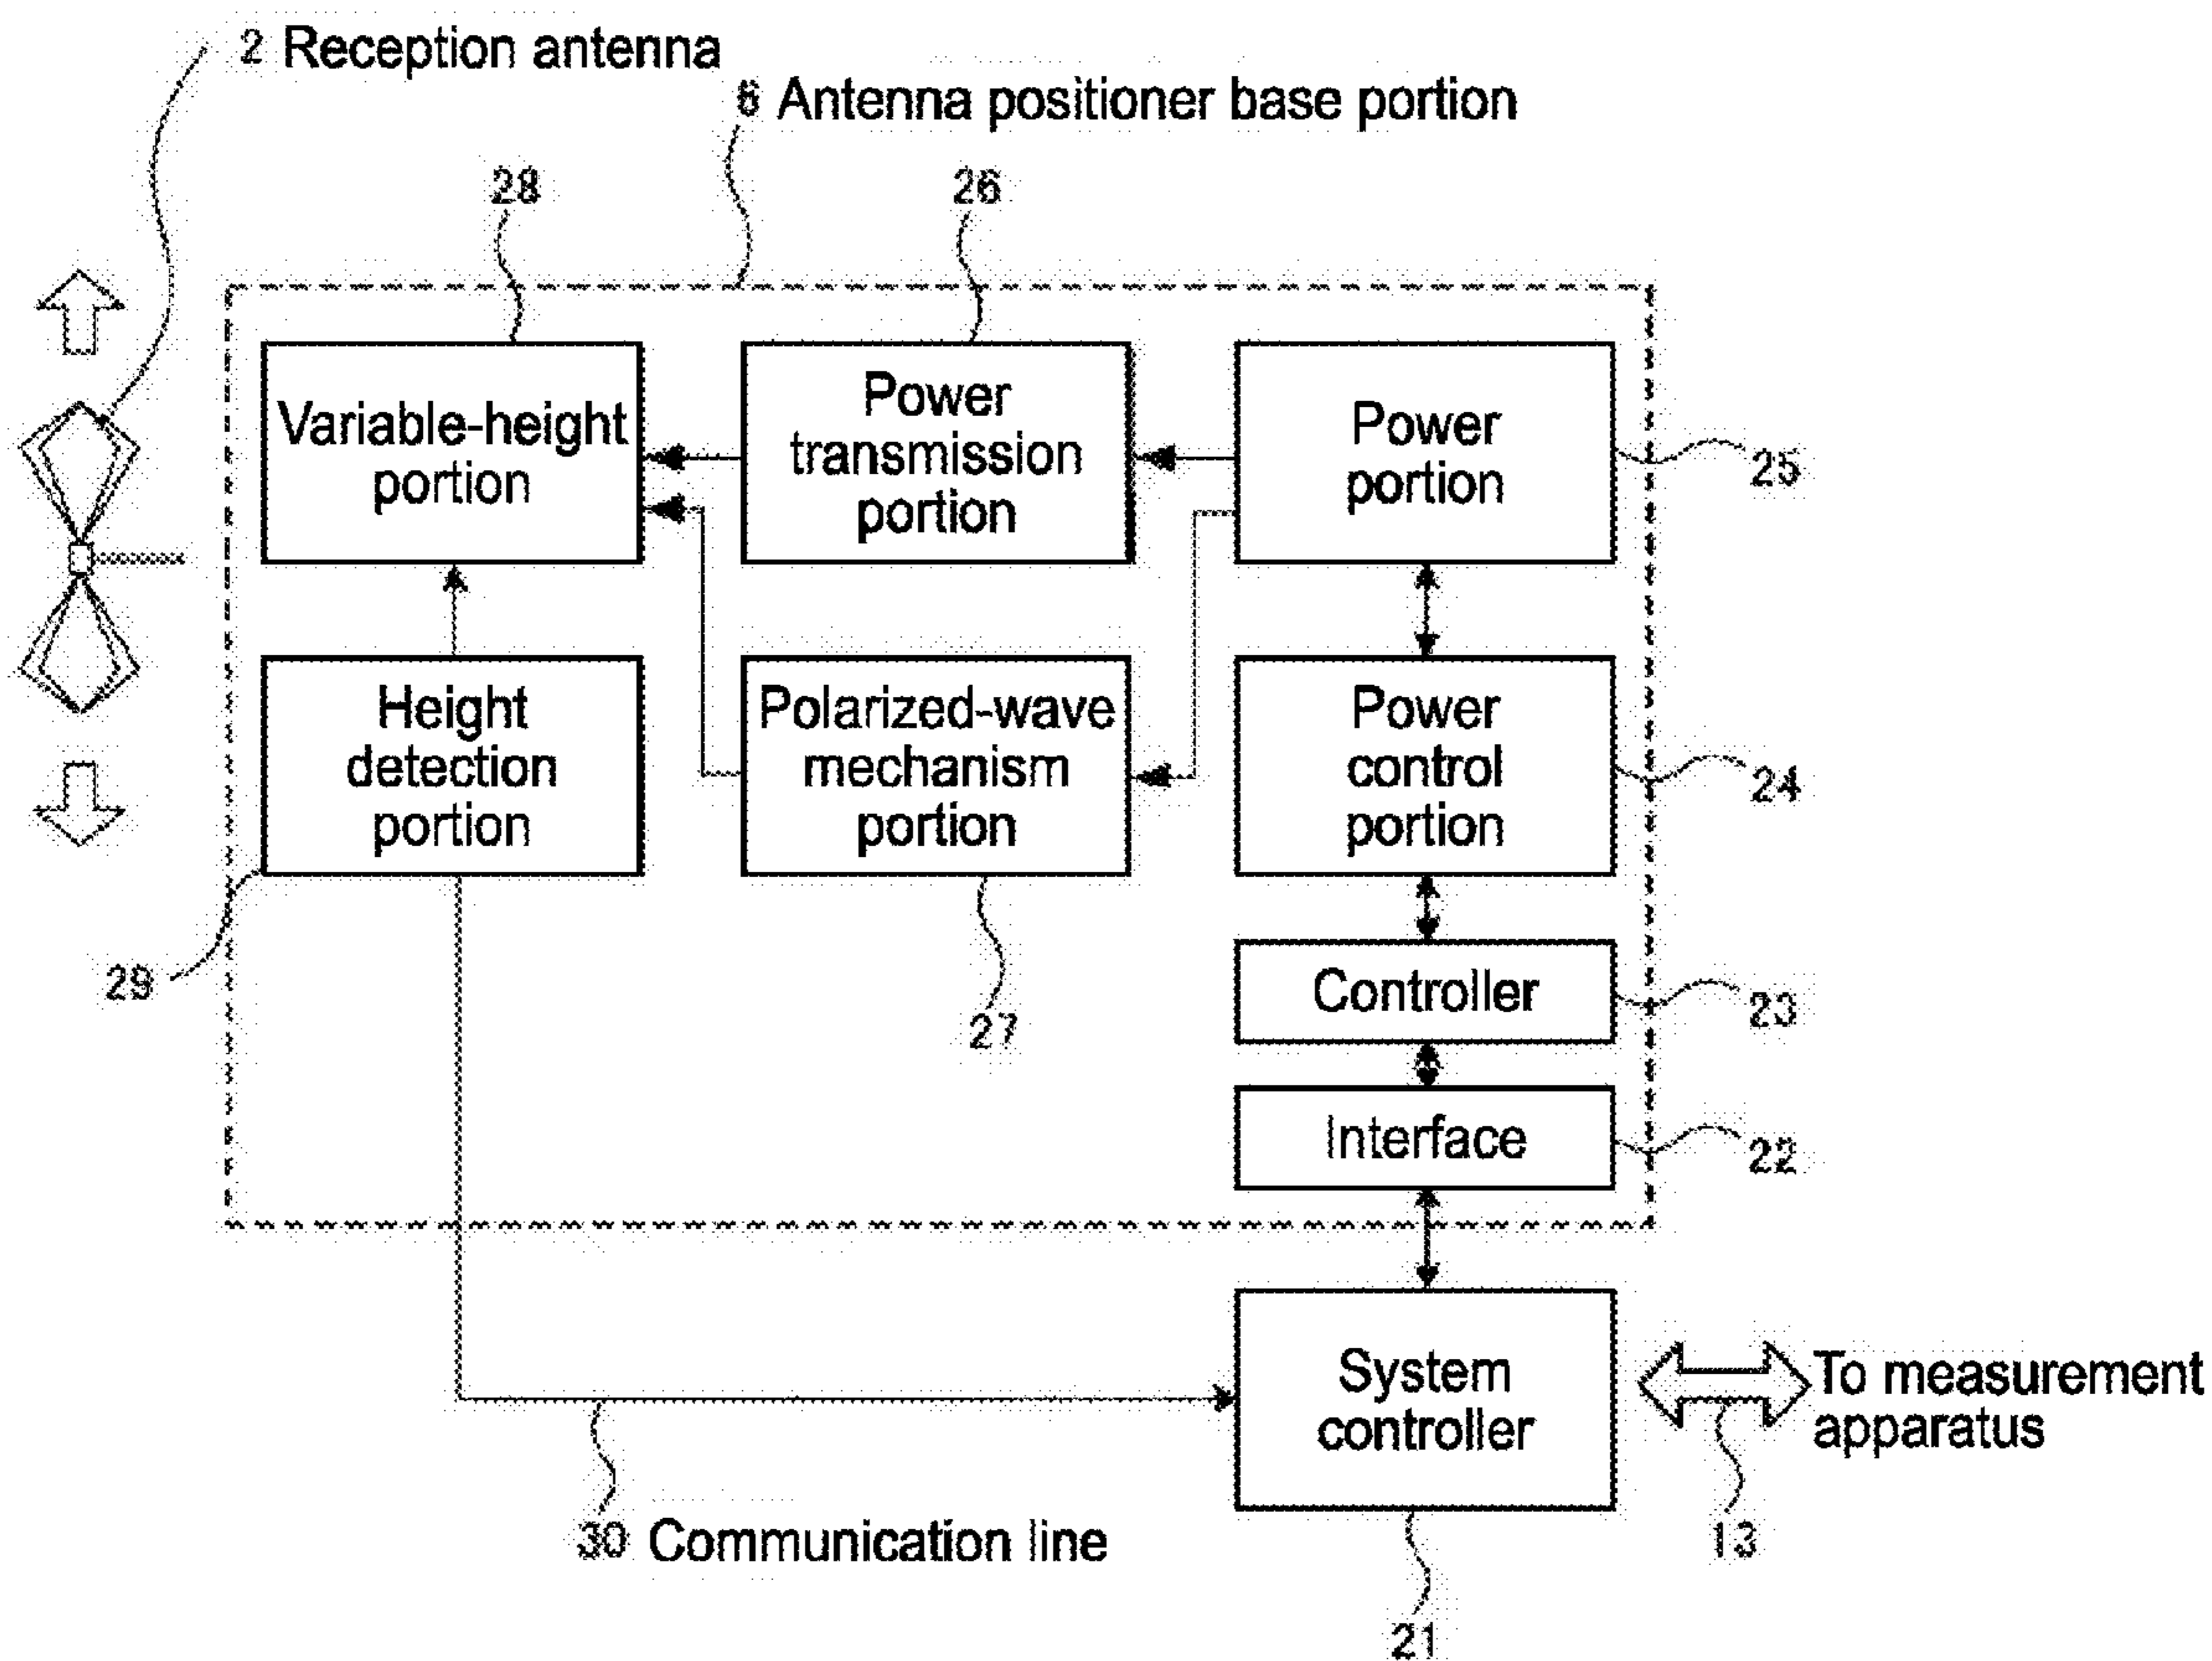 2 Reception antenna
6 Antenna positioner base portion
28
26
Variable-height
portion
Power
transmission
portion
Power
portion
25
Height
detection
portion
Polarized-wave
mechanism
portion
Power
control
portion
24
29
27
Controller
23
Interface
22
System
controller
To measurement
apparatus
30 Communication line
13
21